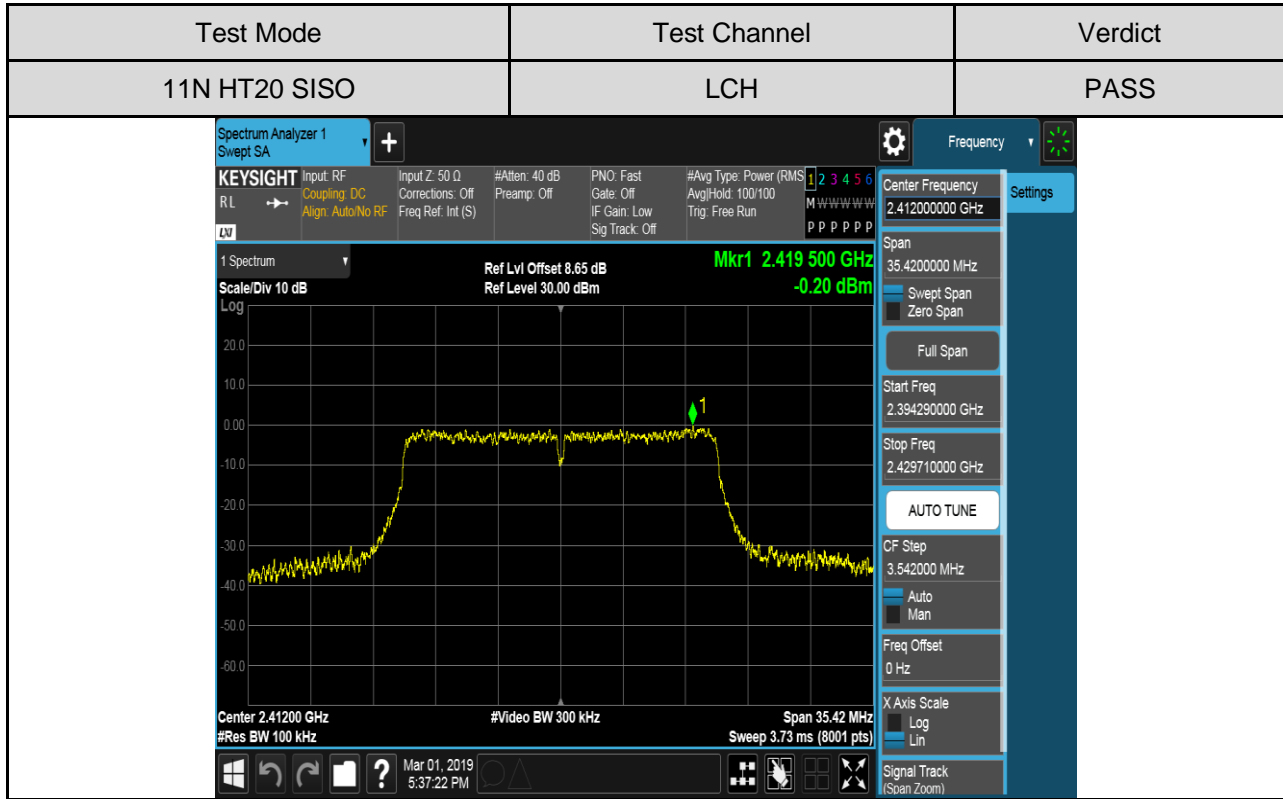 Test Mode Test Channel Verdict
11N HT20 SISO LCH PASS
Spectrum Analyzer 1
Swept SA
+
Frequency
KEYSIGHT
RL
LXI
Input: RF
Coupling: DC
Align: Auto/No RF
Input Z: 50 Ω
Corrections: Off
Freq Ref: Int (S)
#Atten: 40 dB
Preamp: Off
PNO: Fast
Gate: Off
IF Gain: Low
Sig Track: Off
#Avg Type: Power (RMS
Avg|Hold: 100/100
Trig: Free Run
1 2 3 4 5 6
M W W W W W
P P P P P P
1 Spectrum
Scale/Div 10 dB
Log
Ref Lvl Offset 8.65 dB
Ref Level 30.00 dBm
Mkr1 2.419 500 GHz
-0.20 dBm
20.0
10.0
0.00
-10.0
-20.0
-30.0
-40.0
-50.0
-60.0
1
Center 2.41200 GHz
#Res BW 100 kHz
#Video BW 300 kHz
Span 35.42 MHz
Sweep 3.73 ms (8001 pts)
?
Mar 01, 2019
5:37:22 PM
Center Frequency
2.412000000 GHz
Settings
Span
35.4200000 MHz
Swept Span
Zero Span
Full Span
Start Freq
2.394290000 GHz
Stop Freq
2.429710000 GHz
AUTO TUNE
CF Step
3.542000 MHz
Auto
Man
Freq Offset
0 Hz
X Axis Scale
Log
Lin
Signal Track
(Span Zoom)